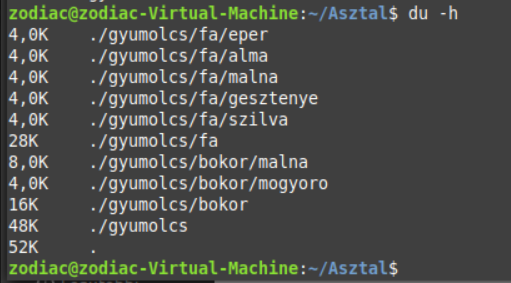 zodiac@zodiac-Virtual-Machine:~/Asztal$ du -h
4,0K	./gyumolcs/fa/eper
4,0K	./gyumolcs/fa/alma
4,0K	./gyumolcs/fa/malna
4,0K	./gyumolcs/fa/gesztenye
4,0K	./gyumolcs/fa/szilva
28K	./gyumolcs/fa
8,0K	./gyumolcs/bokor/malna
4,0K	./gyumolcs/bokor/mogyoro
16K	./gyumolcs/bokor
48K	./gyumolcs
52K	.
zodiac@zodiac-Virtual-Machine:~/Asztal$